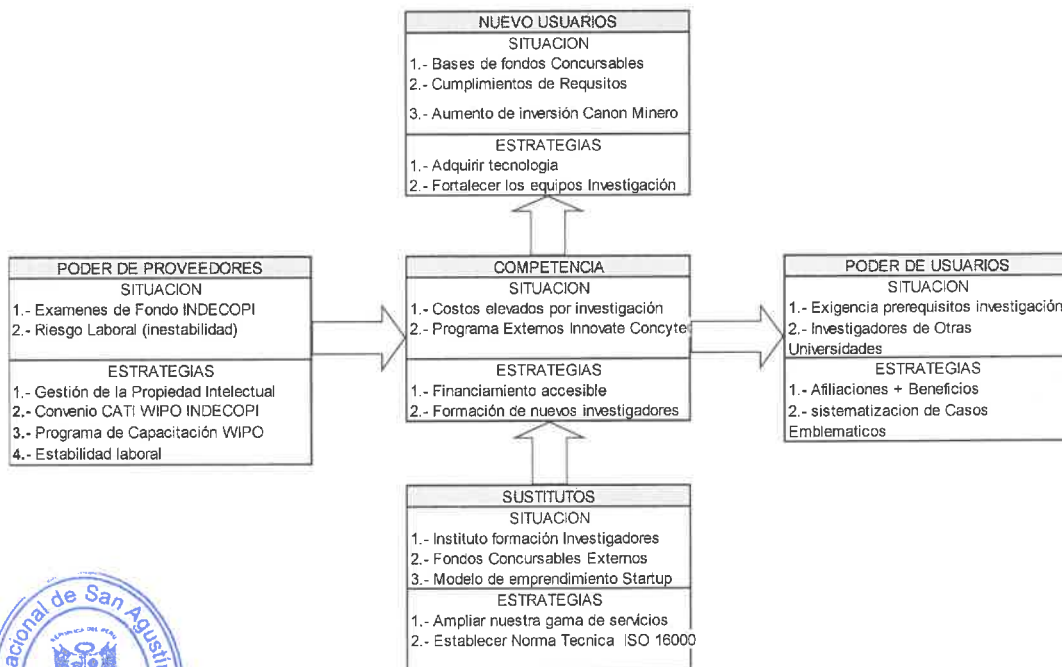 NUEVO USUARIOS
SITUACION
1.- Bases de fondos Concursables
2.- Cumplimientos de Requsitos
3.- Aumento de inversión Canon Minero
ESTRATEGIAS
1.- Adquirir tecnologia
2.- Fortalecer los equipos Investigación
PODER DE PROVEEDORES
SITUACION
1.- Examenes de Fondo INDECOPI
2.- Riesgo Laboral (inestabilidad)
ESTRATEGIAS
1.- Gestión de la Propiedad Intelectual
2.- Convenio CATI WIPO INDECOPI
3.- Programa de Capacitación WIPO
4.- Estabilidad laboral
COMPETENCIA
SITUACION
1.- Costos elevados por investigación
2.- Programa Externos Innovate Concytec
ESTRATEGIAS
1.- Financiamiento accesible
2.- Formación de nuevos investigadores
PODER DE USUARIOS
SITUACION
1.- Exigencia prerequisitos investigación
2.- Investigadores de Otras
Universidades
ESTRATEGIAS
1.- Afiliaciones + Beneficios
2.- sistematizacion de Casos
Emblematicos
SUSTITUTOS
SITUACION
1.- Instituto formación Investigadores
2.- Fondos Concursables Externos
3.- Modelo de emprendimiento Startup
ESTRATEGIAS
1.- Ampliar nuestra gama de servicios
2.- Establecer Norma Tecnica ISO 16000
acional de San Agustín
REPUBLICA DEL PERU